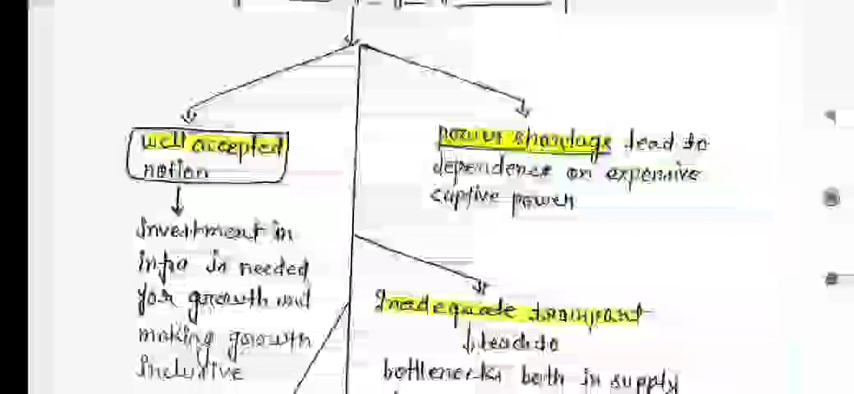 well accepted
notion
Investment in
infra is needed
for growth and
making growth
inclusive
power shortage lead to
dependence on expensive
captive power
Inadequate transport
lead to
bottlenecks both in supply